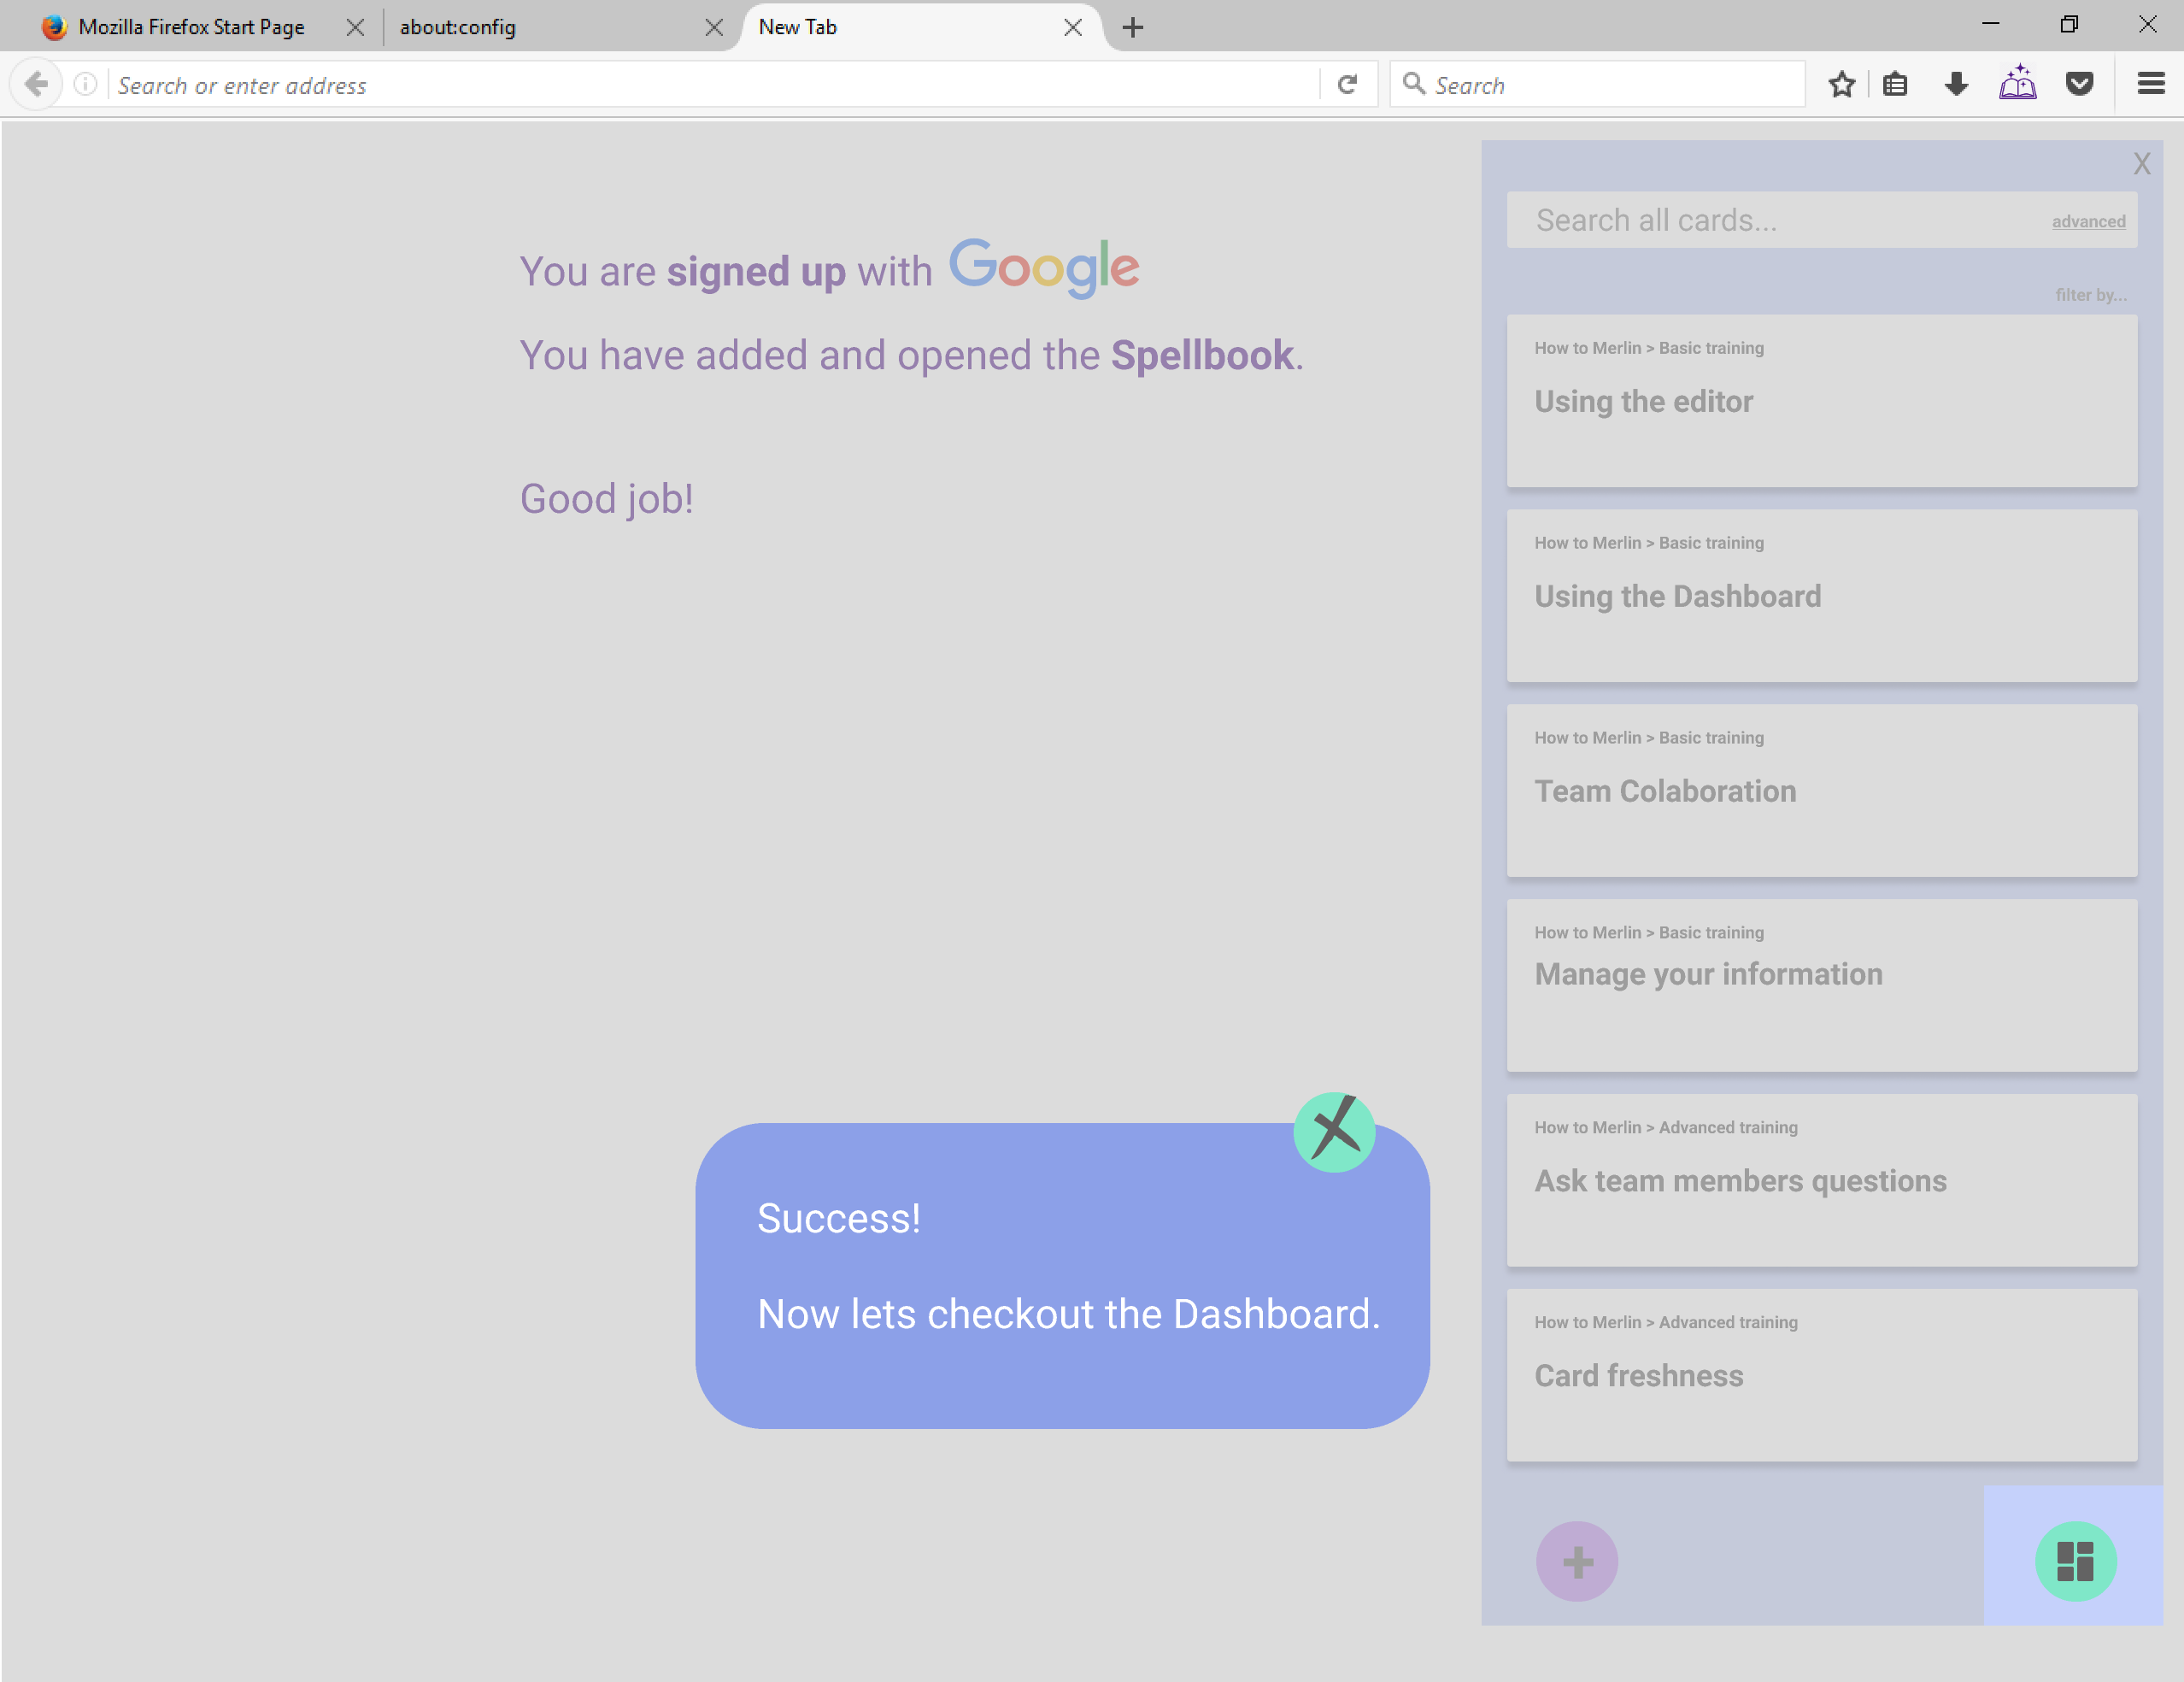 Mozilla Firefox Start Page
about:config
New Tab
Search or enter address
Search
X
Search all cards...
advanced
filter by...
You are signed up with Google
You have added and opened the Spellbook.
Good job!
How to Merlin > Basic training
Using the editor
How to Merlin > Basic training
Using the Dashboard
How to Merlin > Basic training
Team Colaboration
How to Merlin > Basic training
Manage your information
How to Merlin > Advanced training
Ask team members questions
How to Merlin > Advanced training
Card freshness
Success!
Now lets checkout the Dashboard.